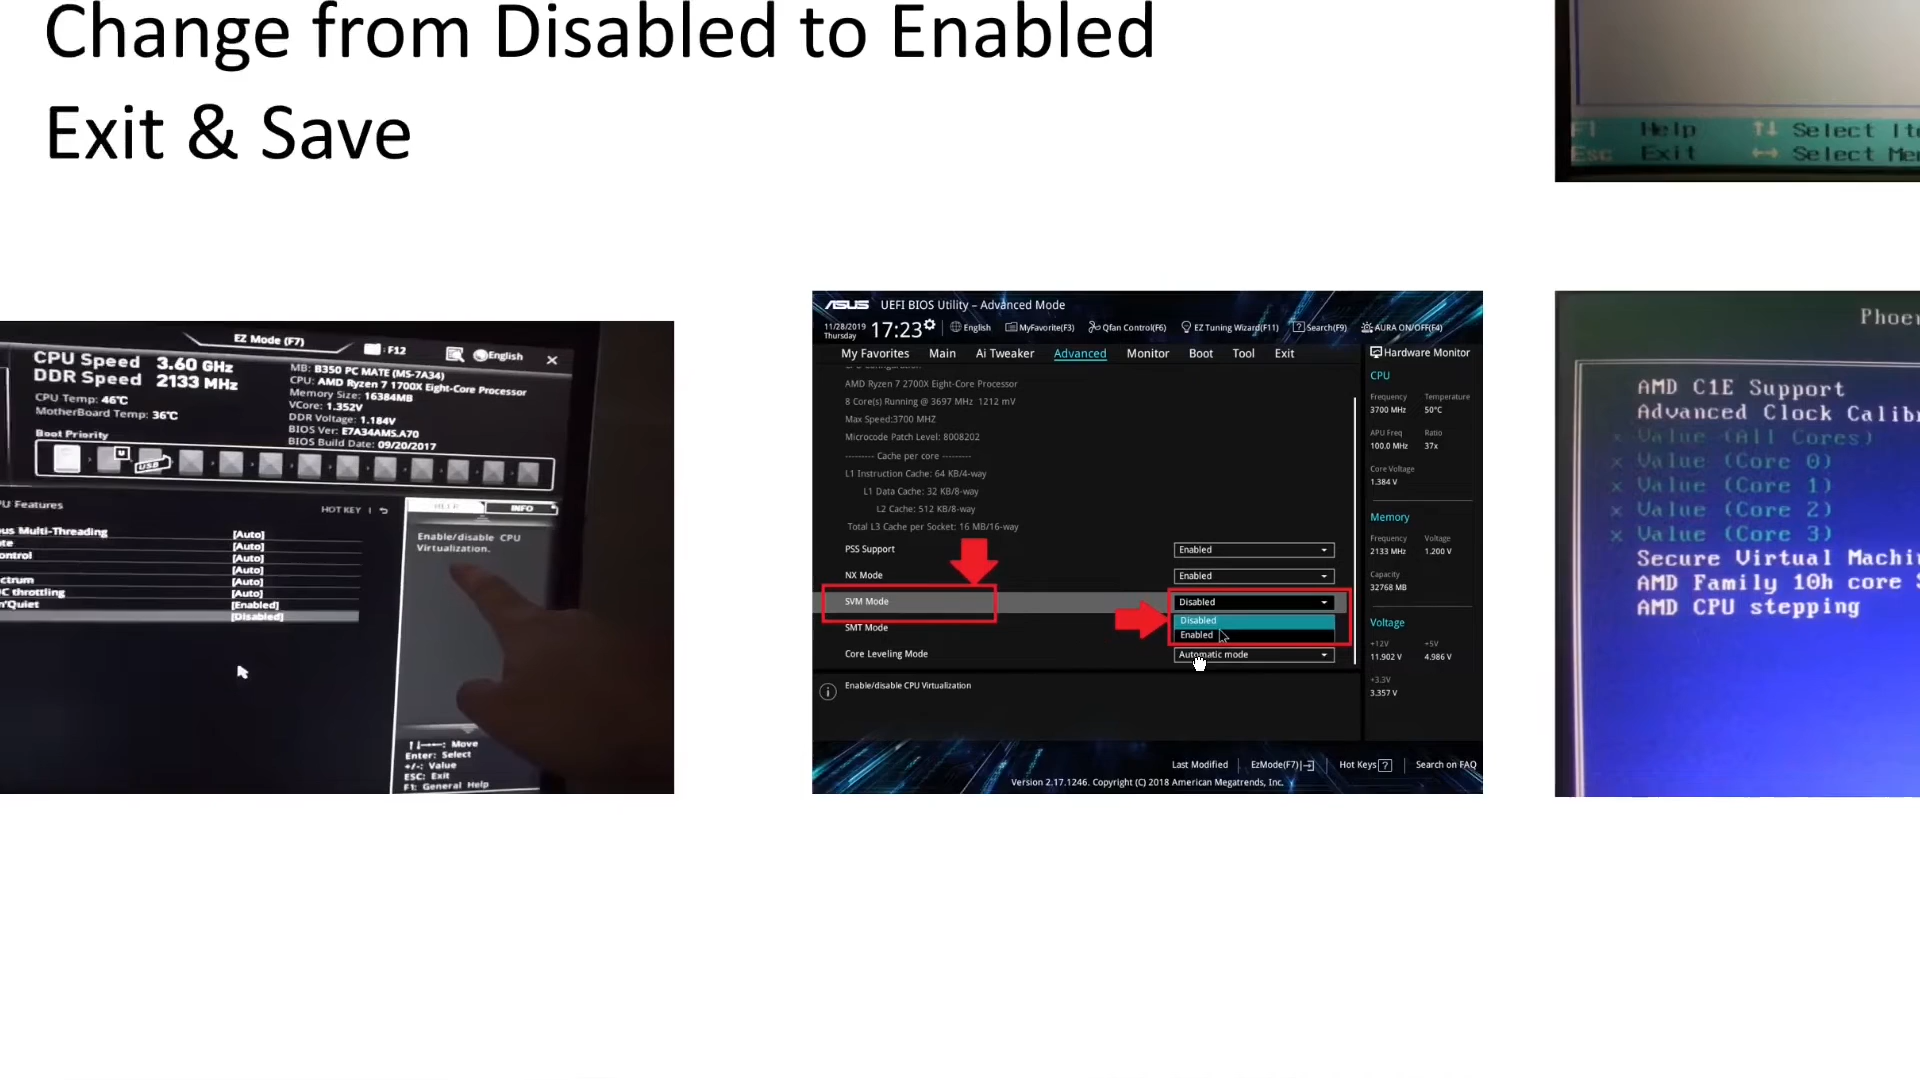 Change from Disabled to Enabled
Exit & Save
F1 Help ↑↓ Select Ite
Esc Exit ↔ Select Me
EZ Mode (F7)
F12
English
CPU Speed 3.60 GHz
DDR Speed 2133 MHz
CPU Temp: 46°C
MotherBoard Temp: 36°C
MB: B350 PC MATE (MS-7A34)
CPU: AMD Ryzen 7 1700X Eight-Core Processor
Memory Size: 16384MB
VCore: 1.352V
DDR Voltage: 1.184V
BIOS Ver: E7A34AMS.A70
BIOS Build Date: 09/20/2017
Boot Priority
U
USB
PU Features
HOT KEY
HELP
INFO
us Multi-Threading [Auto]
te [Auto]
ontrol [Auto]
[Auto]
ctrum [Auto]
C throttling [Auto]
n'Quiet [Enabled]
[Disabled]
Enable/disable CPU
Virtualization.
Move
Enter: Select
+/-: Value
ESC: Exit
F1: General Help
ASUS UEFI BIOS Utility – Advanced Mode
11/28/2019
Thursday
17:23
English
MyFavorite(F3)
Qfan Control(F6)
EZ Tuning Wizard(F11)
Search(F9)
AURA ON/OFF(F4)
My Favorites Main Ai Tweaker Advanced Monitor Boot Tool Exit
AMD Ryzen 7 2700X Eight-Core Processor
8 Core(s) Running @ 3697 MHz 1212 mV
Max Speed:3700 MHZ
Microcode Patch Level: 8008202
--------- Cache per core ---------
L1 Instruction Cache: 64 KB/4-way
L1 Data Cache: 32 KB/8-way
L2 Cache: 512 KB/8-way
Total L3 Cache per Socket: 16 MB/16-way
PSS Support Enabled
NX Mode Enabled
SVM Mode Disabled
Disabled
Enabled
SMT Mode
Core Leveling Mode Automatic mode
Enable/disable CPU Virtualization
Hardware Monitor
CPU
Frequency Temperature
3700 MHz 50°C
APU Freq Ratio
100.0 MHz 37x
Core Voltage
1.384 V
Memory
Frequency Voltage
2133 MHz 1.200 V
Capacity
32768 MB
Voltage
+12V +5V
11.902 V 4.986 V
+3.3V
3.357 V
Last Modified
EzMode(F7)
Hot Keys ?
Search on FAQ
Version 2.17.1246. Copyright (C) 2018 American Megatrends, Inc.
Phoe
AMD C1E Support
Advanced Clock Calib
x Value (All Cores)
x Value (Core 0)
x Value (Core 1)
x Value (Core 2)
x Value (Core 3)
Secure Virtual Machi
AMD Family 10h core
AMD CPU stepping